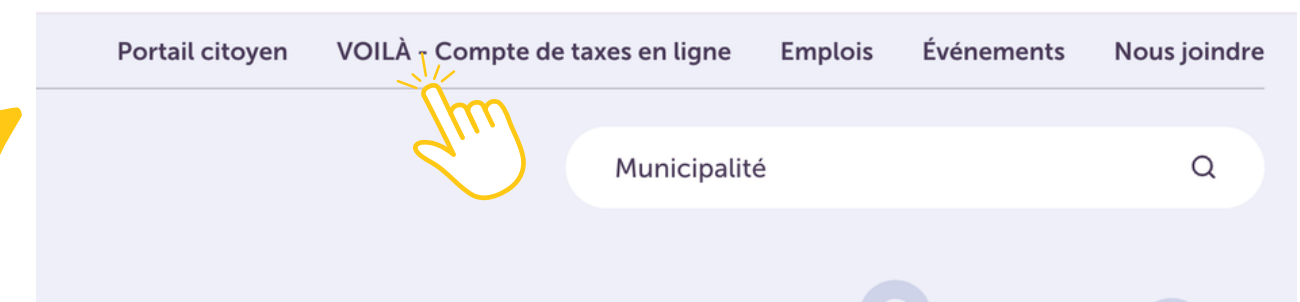 Portail citoyen VOILÀ - Compte de taxes en ligne Emplois Événements Nous joindre
Municipalité